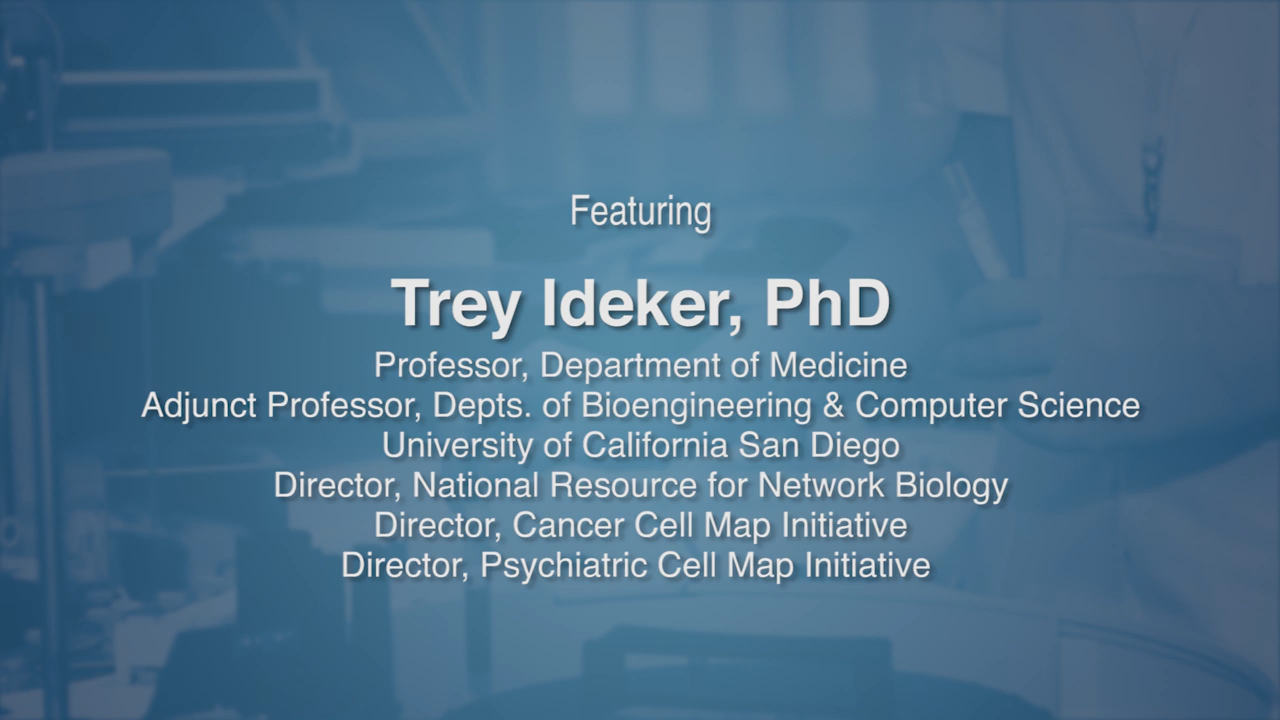 Featuring
Trey Ideker, PhD
Professor, Department of Medicine
Adjunct Professor, Depts. of Bioengineering & Computer Science
University of California San Diego
Director, National Resource for Network Biology
Director, Cancer Cell Map Initiative
Director, Psychiatric Cell Map Initiative